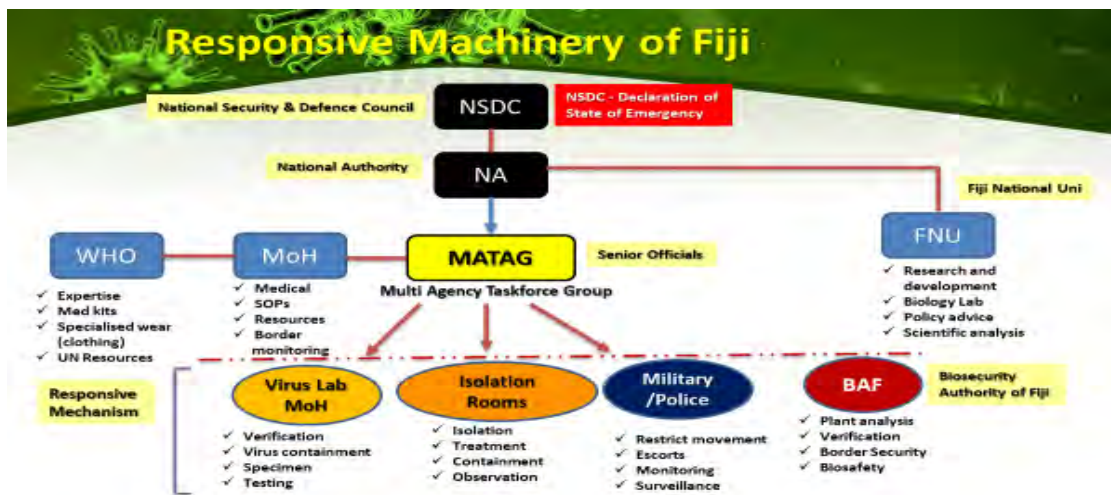 Responsive Machinery of Fiji
National Security & Defence Council
NSDC
NSDC - Declaration of
State of Emergency
National Authority
NA
Fiji National Uni
WHO
MoH
MATAG
Senior Officials
FNU
Multi Agency Taskforce Group
✓ Expertise
✓ Med kits
✓ Specialised wear
(clothing)
✓ UN Resources
✓ Medical
✓ SOPs
✓ Resources
✓ Border
monitoring
✓ Research and
development
✓ Biology Lab
✓ Policy advice
✓ Scientific analysis
Responsive
Mechanism
Virus Lab
MoH
Isolation
Rooms
Military
/Police
BAF
Biosecurity
Authority of Fiji
✓ Verification
✓ Virus containment
✓ Specimen
✓ Testing
✓ Isolation
✓ Treatment
✓ Containment
✓ Observation
✓ Restrict movement
✓ Escorts
✓ Monitoring
✓ Surveillance
✓ Plant analysis
✓ Verification
✓ Border Security
✓ Biosafety